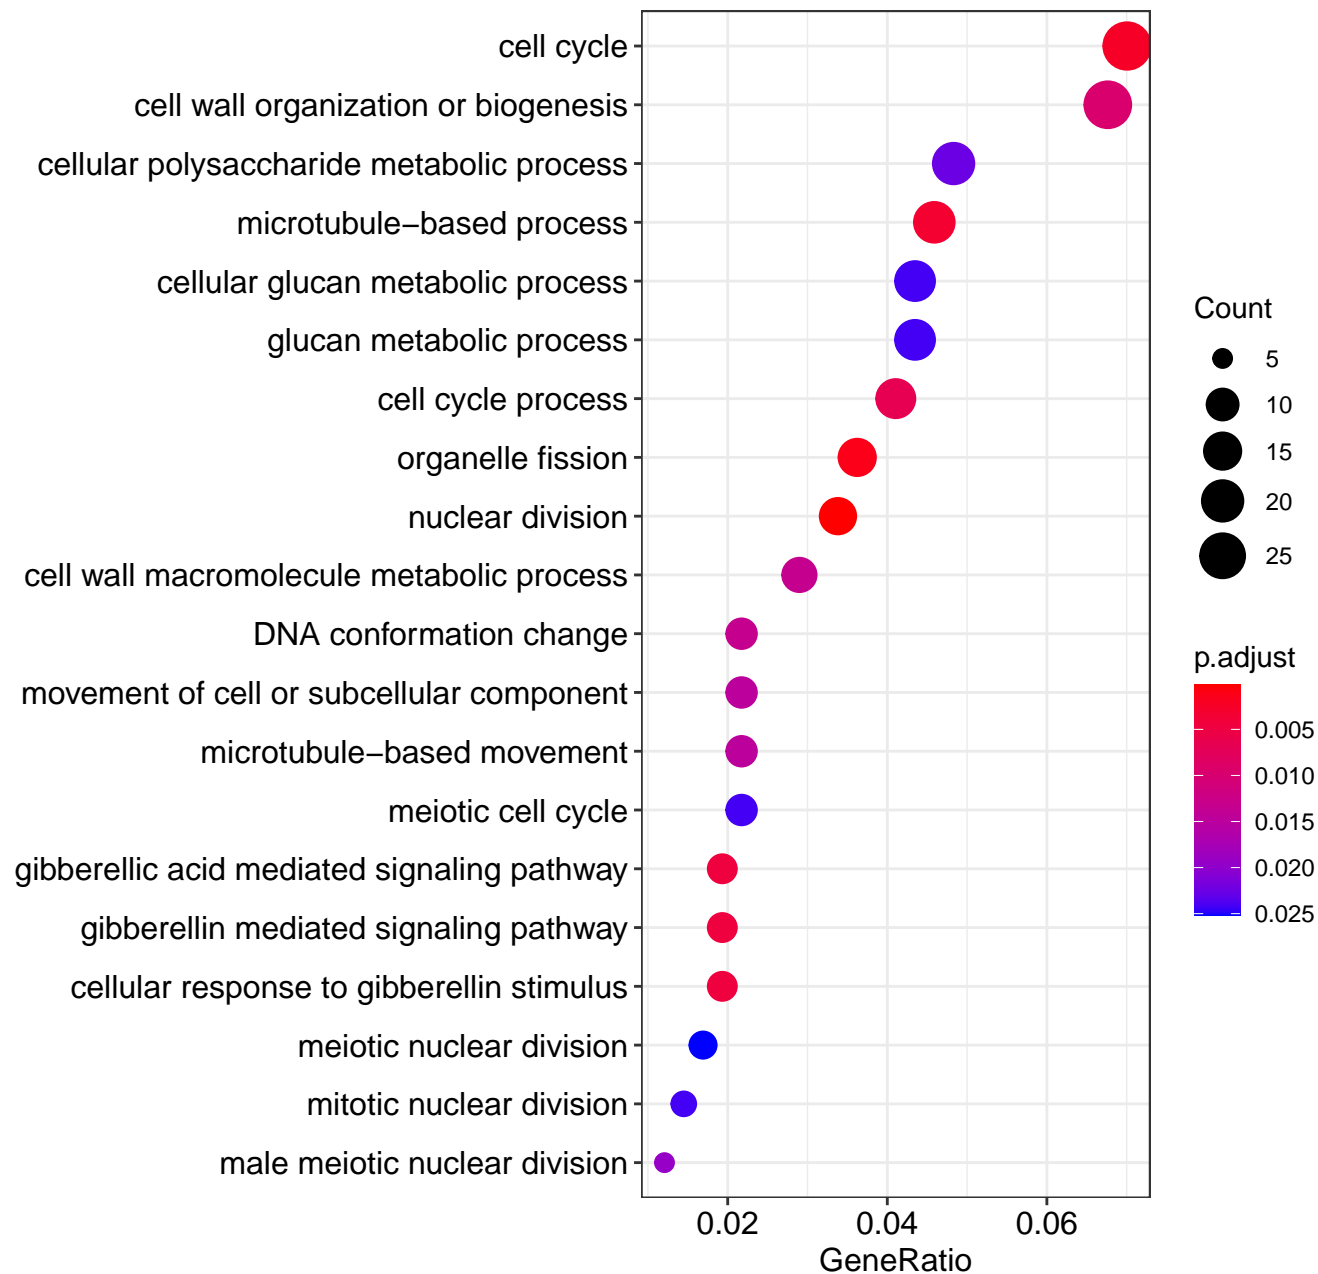 cell cycle
cell wall organization or biogenesis
cellular polysaccharide metabolic process
microtubule−based process
cellular glucan metabolic process
glucan metabolic process
cell cycle process
organelle fission
nuclear division
cell wall macromolecule metabolic process
DNA conformation change
movement of cell or subcellular component
microtubule−based movement
meiotic cell cycle
gibberellic acid mediated signaling pathway
gibberellin mediated signaling pathway
cellular response to gibberellin stimulus
meiotic nuclear division
mitotic nuclear division
male meiotic nuclear division
0.02 0.04 0.06
GeneRatio
Count
5
10
15
20
25
p.adjust
0.005
0.010
0.015
0.020
0.025